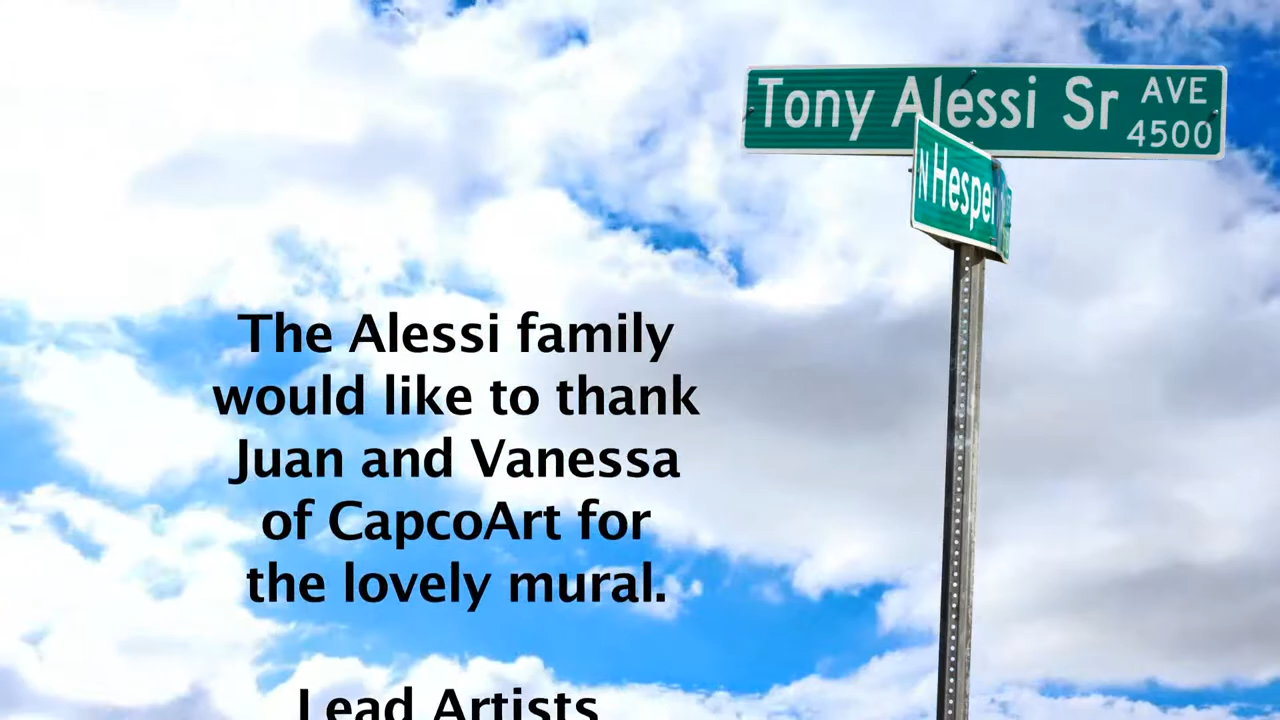 Tony Alessi Sr AVE
4500
N Hesper
The Alessi family
would like to thank
Juan and Vanessa
of CapcoArt for
the lovely mural.
Lead Artists